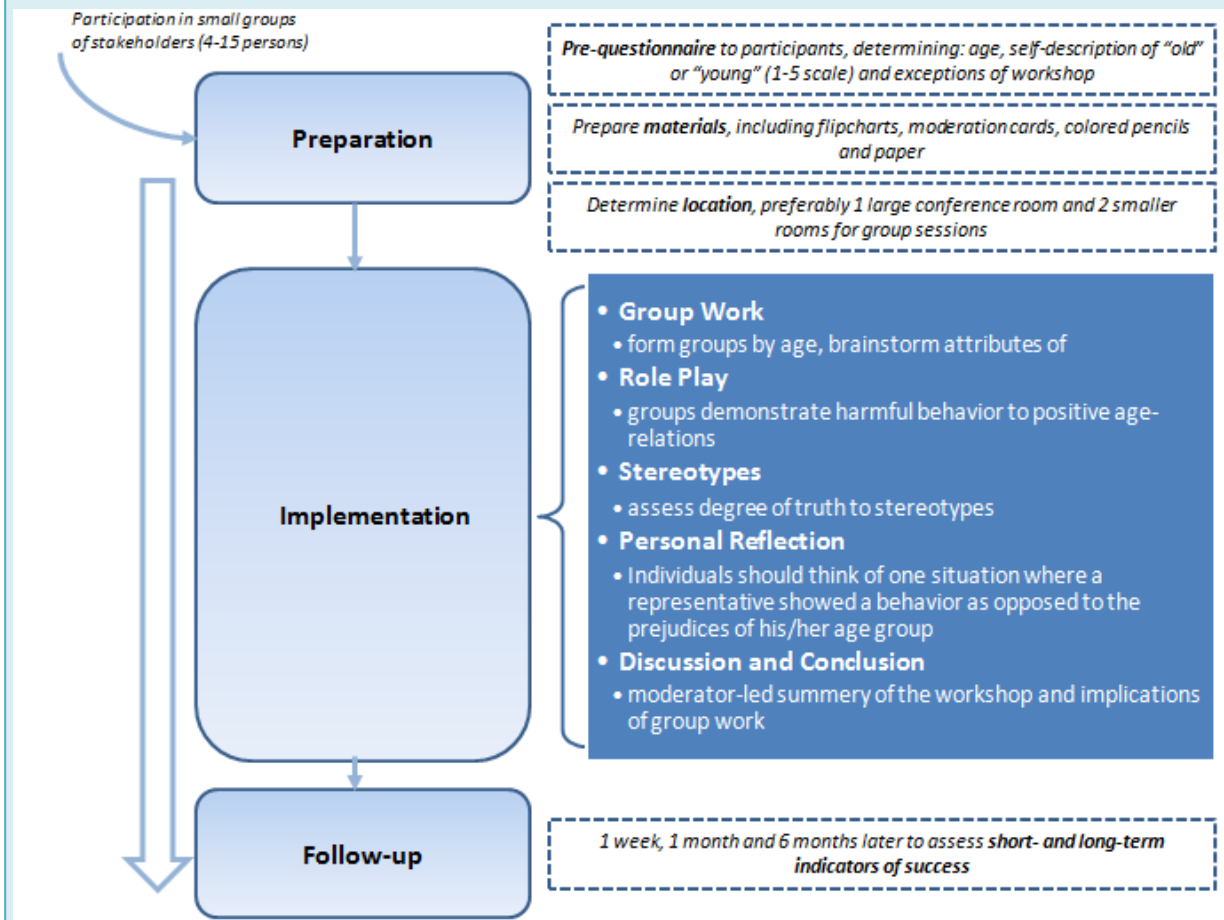 Participation in small groups
of stakeholders (4-15 persons)
Pre-questionnaire to participants, determining: age, self-description of “old”
or “young” (1-5 scale) and exceptions of workshop
Preparation
Prepare materials, including flipcharts, moderation cards, colored pencils
and paper
Determine location, preferably 1 large conference room and 2 smaller
rooms for group sessions
Implementation
• Group Work
• form groups by age, brainstorm attributes of
• Role Play
• groups demonstrate harmful behavior to positive age-
relations
• Stereotypes
• assess degree of truth to stereotypes
• Personal Reflection
• Individuals should think of one situation where a
representative showed a behavior as opposed to the
prejudices of his/her age group
• Discussion and Conclusion
• moderator-led summery of the workshop and implications
of group work
Follow-up
1 week, 1 month and 6 months later to assess short- and long-term
indicators of success